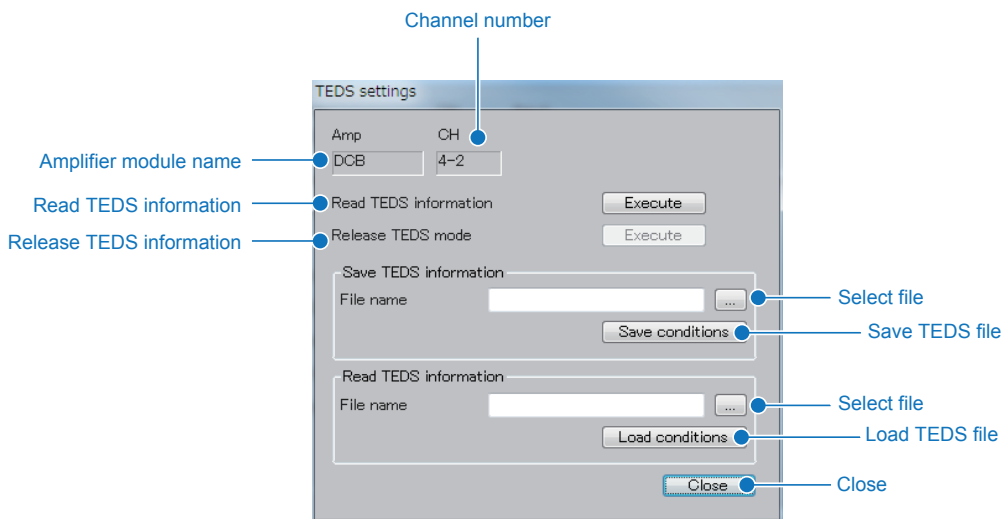 Channel number
TEDS settings
Amp CH
Amplifier module name DCB 4-2
Read TEDS information Read TEDS information Execute
Release TEDS information Release TEDS mode Execute
Save TEDS information
File name ... Select file
Save conditions Save TEDS file
Read TEDS information
File name ... Select file
Load conditions Load TEDS file
Close Close